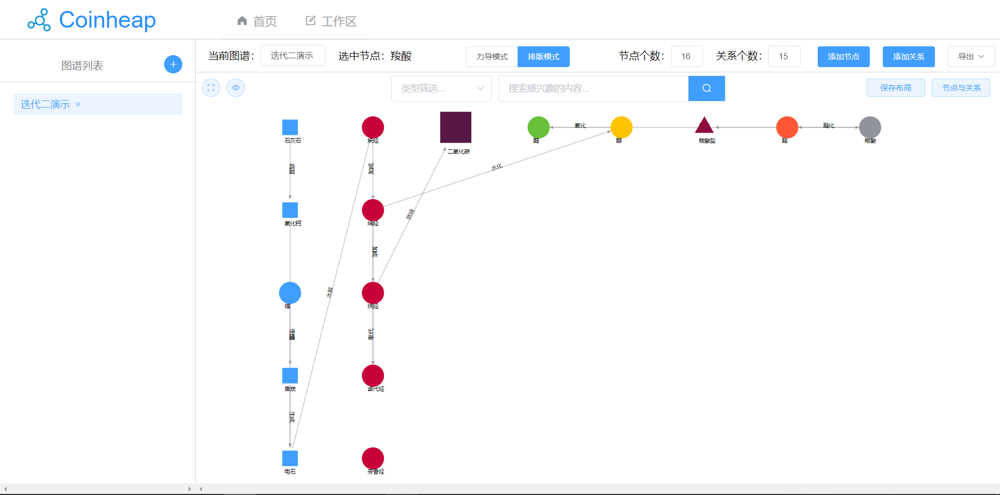 Coinheap
首页
工作区
图谱列表
迭代二演示
当前图谱：
迭代二演示
选中节点：羧酸
力导模式
排版模式
节点个数：
16
关系个数：
15
添加节点
添加关系
导出
类型筛选...
搜索感兴趣的内容...
保存布局
节点与关系
石灰石
炔烃
二氧化碳
醛
氧化
醇
羧酸盐
酯
酯化
羧酸
高温
加成
水化
氧化钙
烯烃
燃烧
加成
水解
煤
烷烃
取代
焦炭
卤代烃
生成
电石
芳香烃